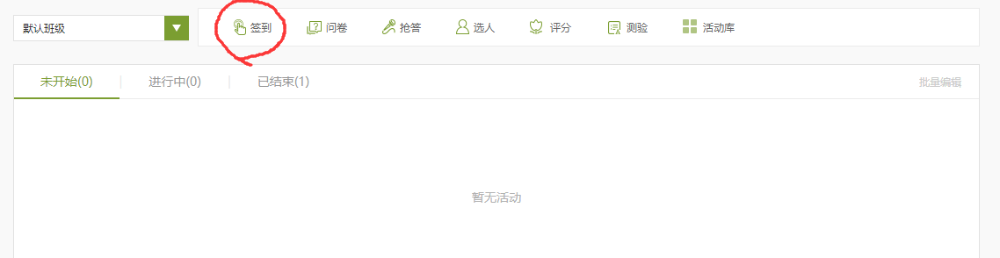 默认班级 签到 问卷 抢答 选人 评分 测验 活动库
未开始(0) 进行中(0) 已结束(1) 批量编辑
暂无活动